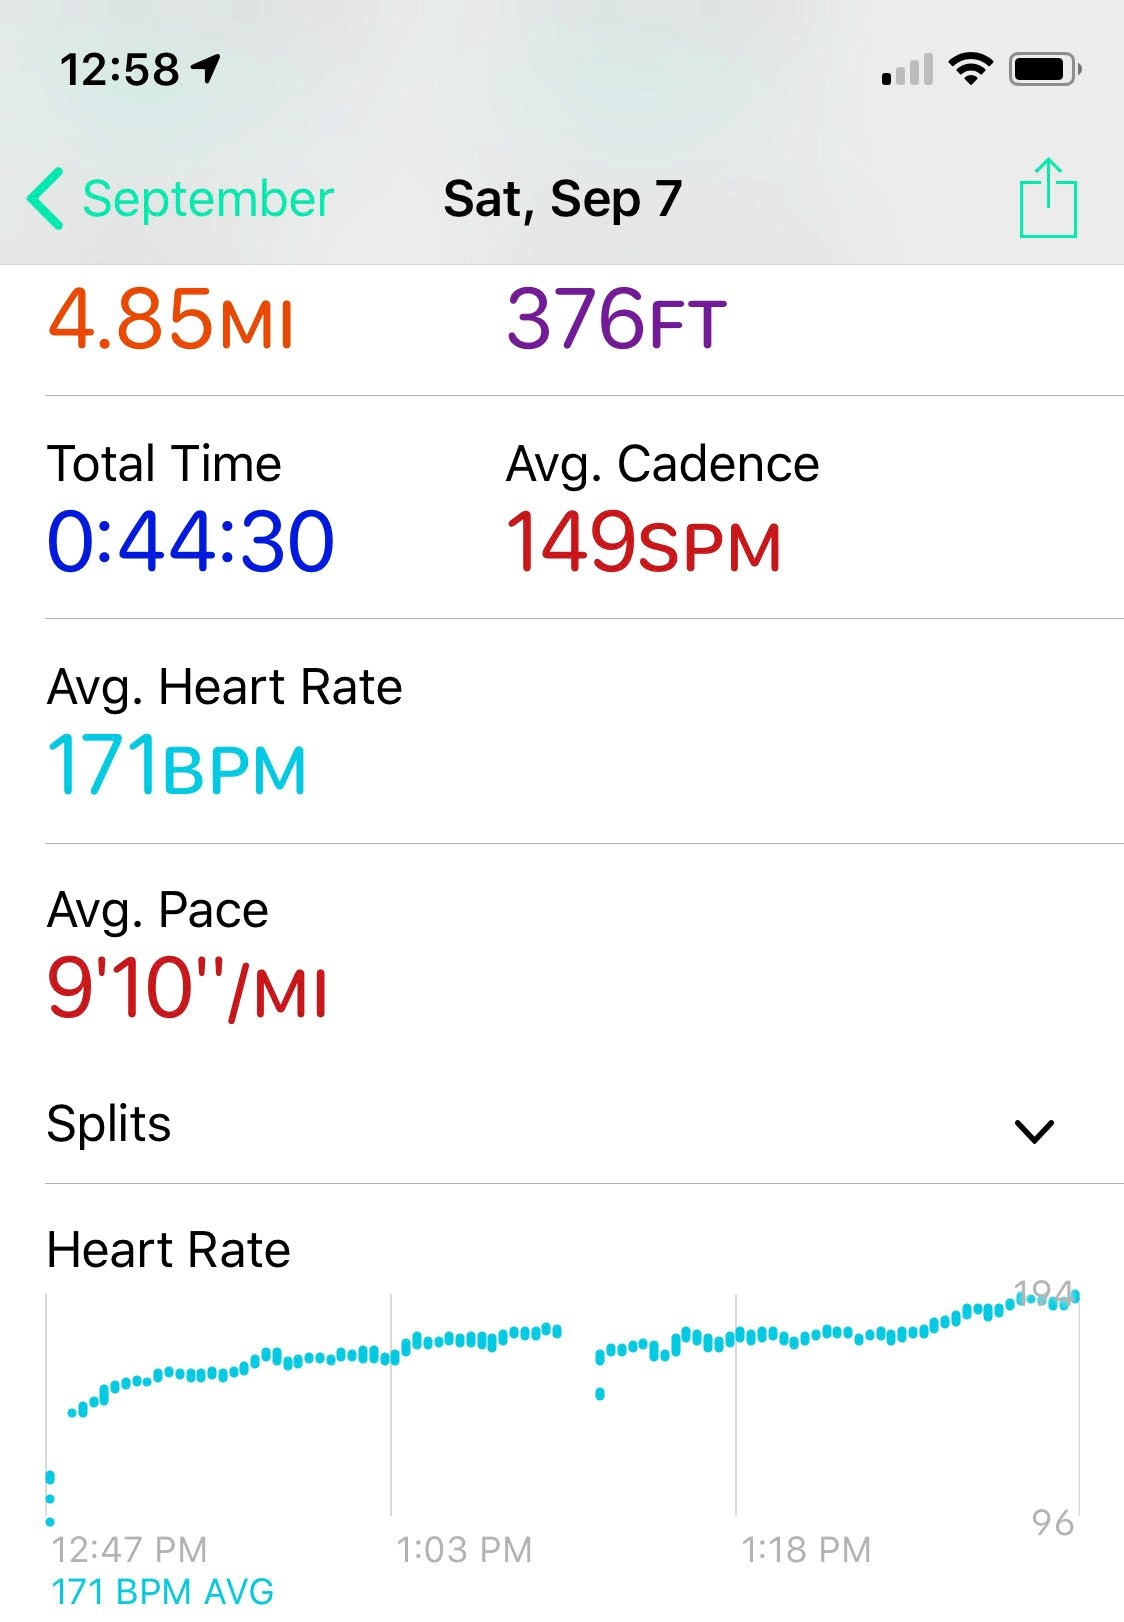 12:58
September Sat, Sep 7
4.85MI 376FT
Total Time Avg. Cadence
0:44:30 149SPM
Avg. Heart Rate
171BPM
Avg. Pace
9'10''/MI
Splits
Heart Rate
194
96
12:47 PM 1:03 PM 1:18 PM
171 BPM AVG